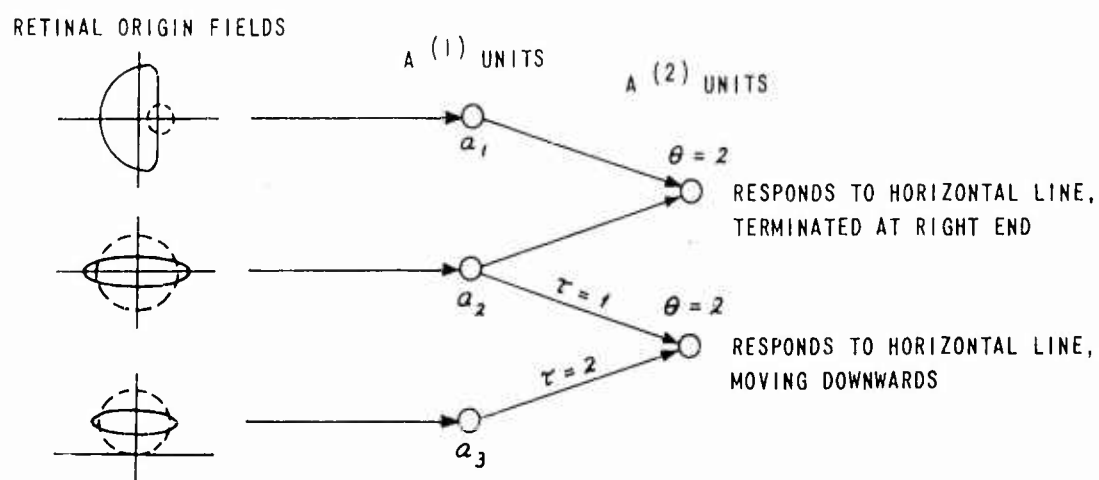 RETINAL ORIGIN FIELDS
A (1) UNITS
A (2) UNITS
a1
θ = 2
RESPONDS TO HORIZONTAL LINE,
TERMINATED AT RIGHT END
a2
τ = 1
θ = 2
RESPONDS TO HORIZONTAL LINE,
MOVING DOWNWARDS
τ = 2
a3